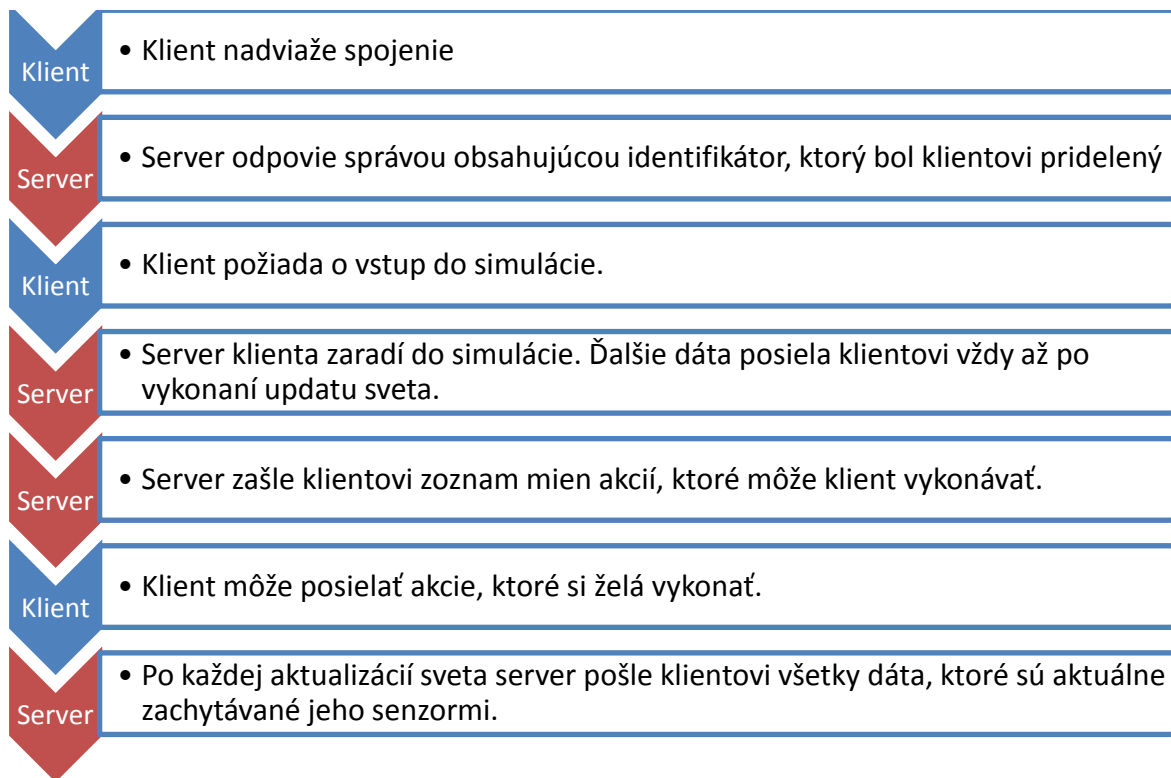 Klient
• Klient nadviaže spojenie
Server
• Server odpovie správou obsahujúcou identifikátor, ktorý bol klientovi pridelený
Klient
• Klient požiada o vstup do simulácie.
Server
• Server klienta zaradí do simulácie. Ďalšie dáta posiela klientovi vždy až po
vykonaní updatu sveta.
Server
• Server zašle klientovi zoznam mien akcií, ktoré môže klient vykonávať.
Klient
• Klient môže posielať akcie, ktoré si želá vykonať.
Server
• Po každej aktualizácií sveta server pošle klientovi všetky dáta, ktoré sú aktuálne
zachytávané jeho senzormi.